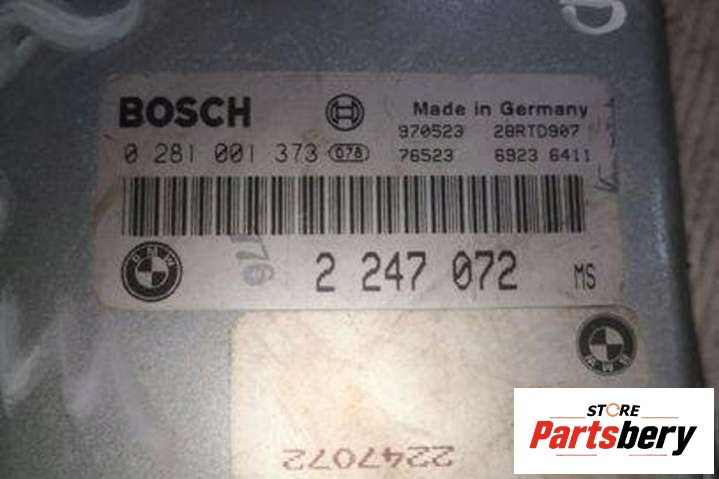 BOSCH Made in Germany
970523 28RTD907
0 281 001 373 078
76523 6923 6411
BMW 2 247 072 MS
76
BMW
2247072
STORE
Partsbery